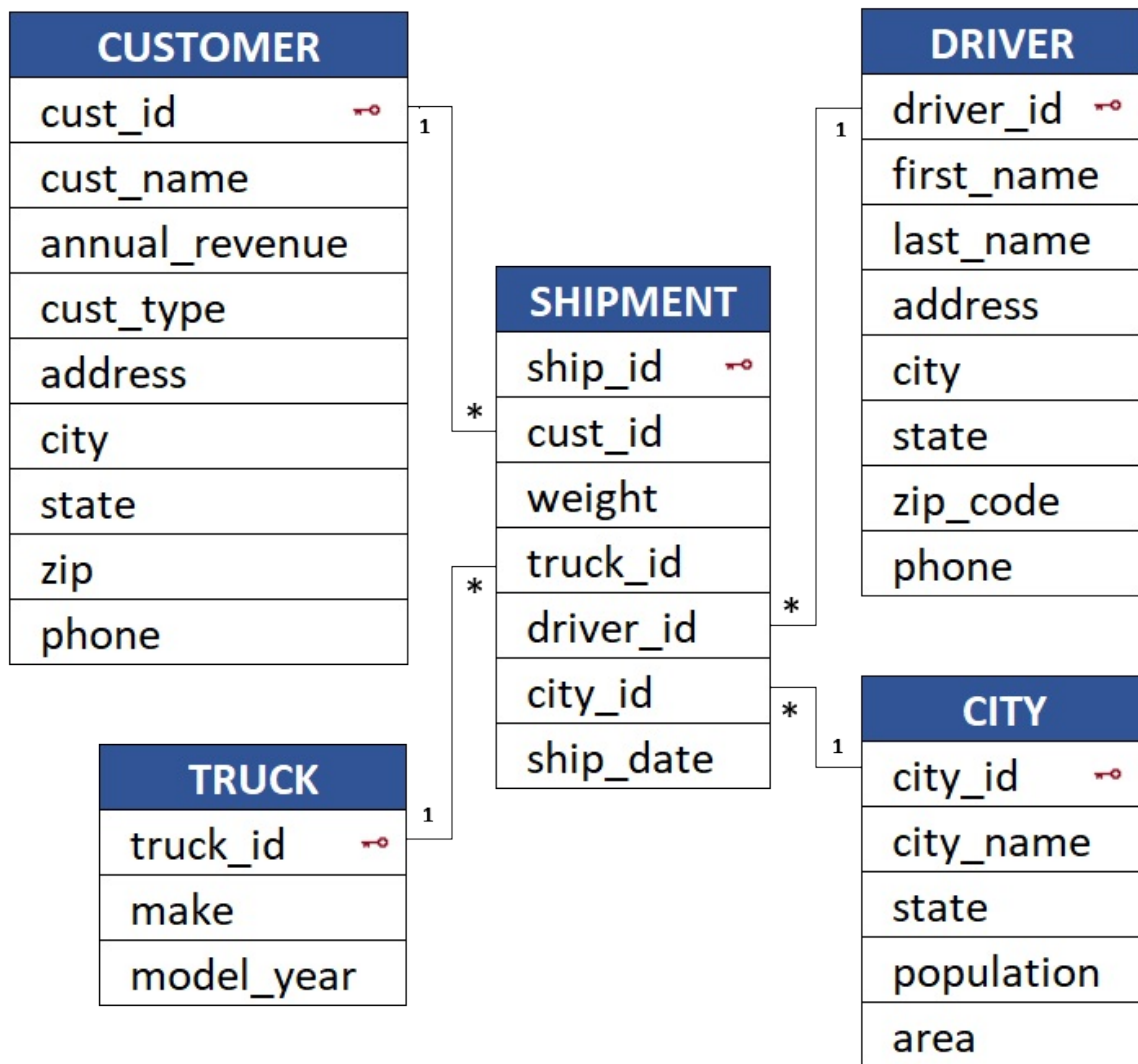 CUSTOMER
cust_id
cust_name
annual_revenue
cust_type
address
city
state
zip
phone
1
*
SHIPMENT
ship_id
cust_id
weight
truck_id
driver_id
city_id
ship_date
*
1
TRUCK
truck_id
make
model_year
DRIVER
driver_id
first_name
last_name
address
city
state
zip_code
phone
1
*
CITY
city_id
city_name
state
population
area
*
1